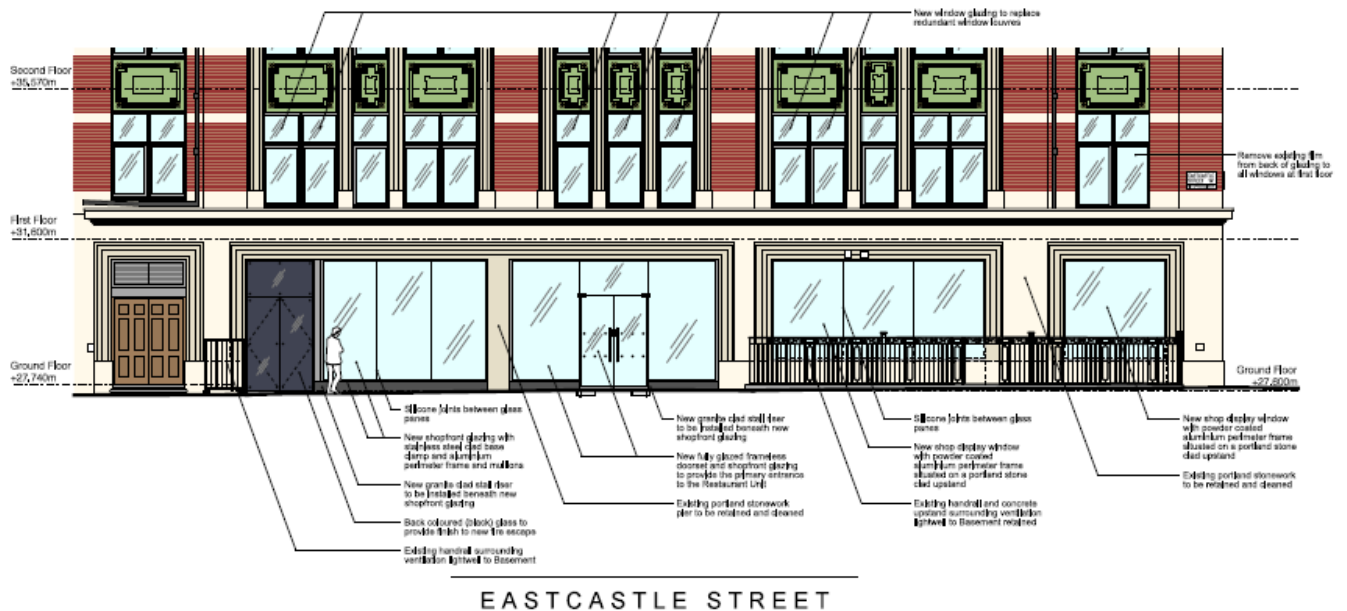 New window glazing to replace
redundant window louvres
Second Floor
+35,570m
Remove existing film
from back of glazing to
all windows at first floor
First Floor
+31,600m
Ground Floor
+27,740m
Ground Floor
+27,600m
Silicone joints between glass
panes
New shopfront glazing with
stainless steel clad base
clamp and aluminium
perimeter frame and mullions
New granite clad stall riser
to be installed beneath new
shopfront glazing
Back coloured (black) glass to
provide finish to new fire escape
Existing handrail surrounding
ventilation lightwell to Basement
New granite clad stall riser
to be installed beneath new
shopfront glazing
New fully glazed frameless
doorset and shopfront glazing
to provide the primary entrance
to the Restaurant Unit
Existing portland stonework
pier to be retained and cleaned
Silicone joints between glass
panes
New shop display window
with powder coated
aluminium perimeter frame
situated on a portland stone
clad upstand
Existing handrail and concrete
upstand surrounding ventilation
lightwell to Basement retained
New shop display window
with powder coated
aluminium perimeter frame
situated on a portland stone
clad upstand
Existing portland stonework
to be retained and cleaned
EASTCASTLE STREET